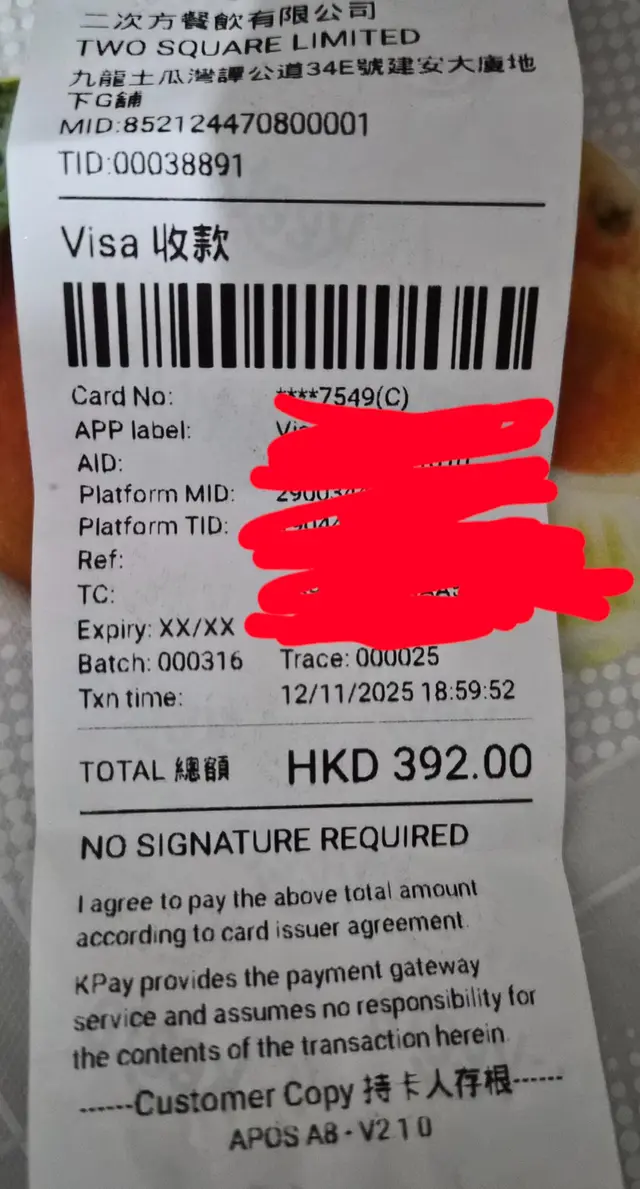 二次方餐飲有限公司
TWO SQUARE LIMITED
九龍土瓜灣譚公道34E號建安大廈地
下G舖
MID:852124470800001
TID:00038891
Visa 收款
Card No: ****7549(C)
APP label:
AID:
Platform MID:
Platform TID:
Ref:
TC:
Expiry: XX/XX
Batch: 000316 Trace: 000025
Txn time: 12/11/2025 18:59:52
TOTAL 總額 HKD 392.00
NO SIGNATURE REQUIRED
I agree to pay the above total amount
according to card issuer agreement.
KPay provides the payment gateway
service and assumes no responsibility for
the contents of the transaction herein.
------Customer Copy 持卡人存根------
APOS A8 - V2 1 0